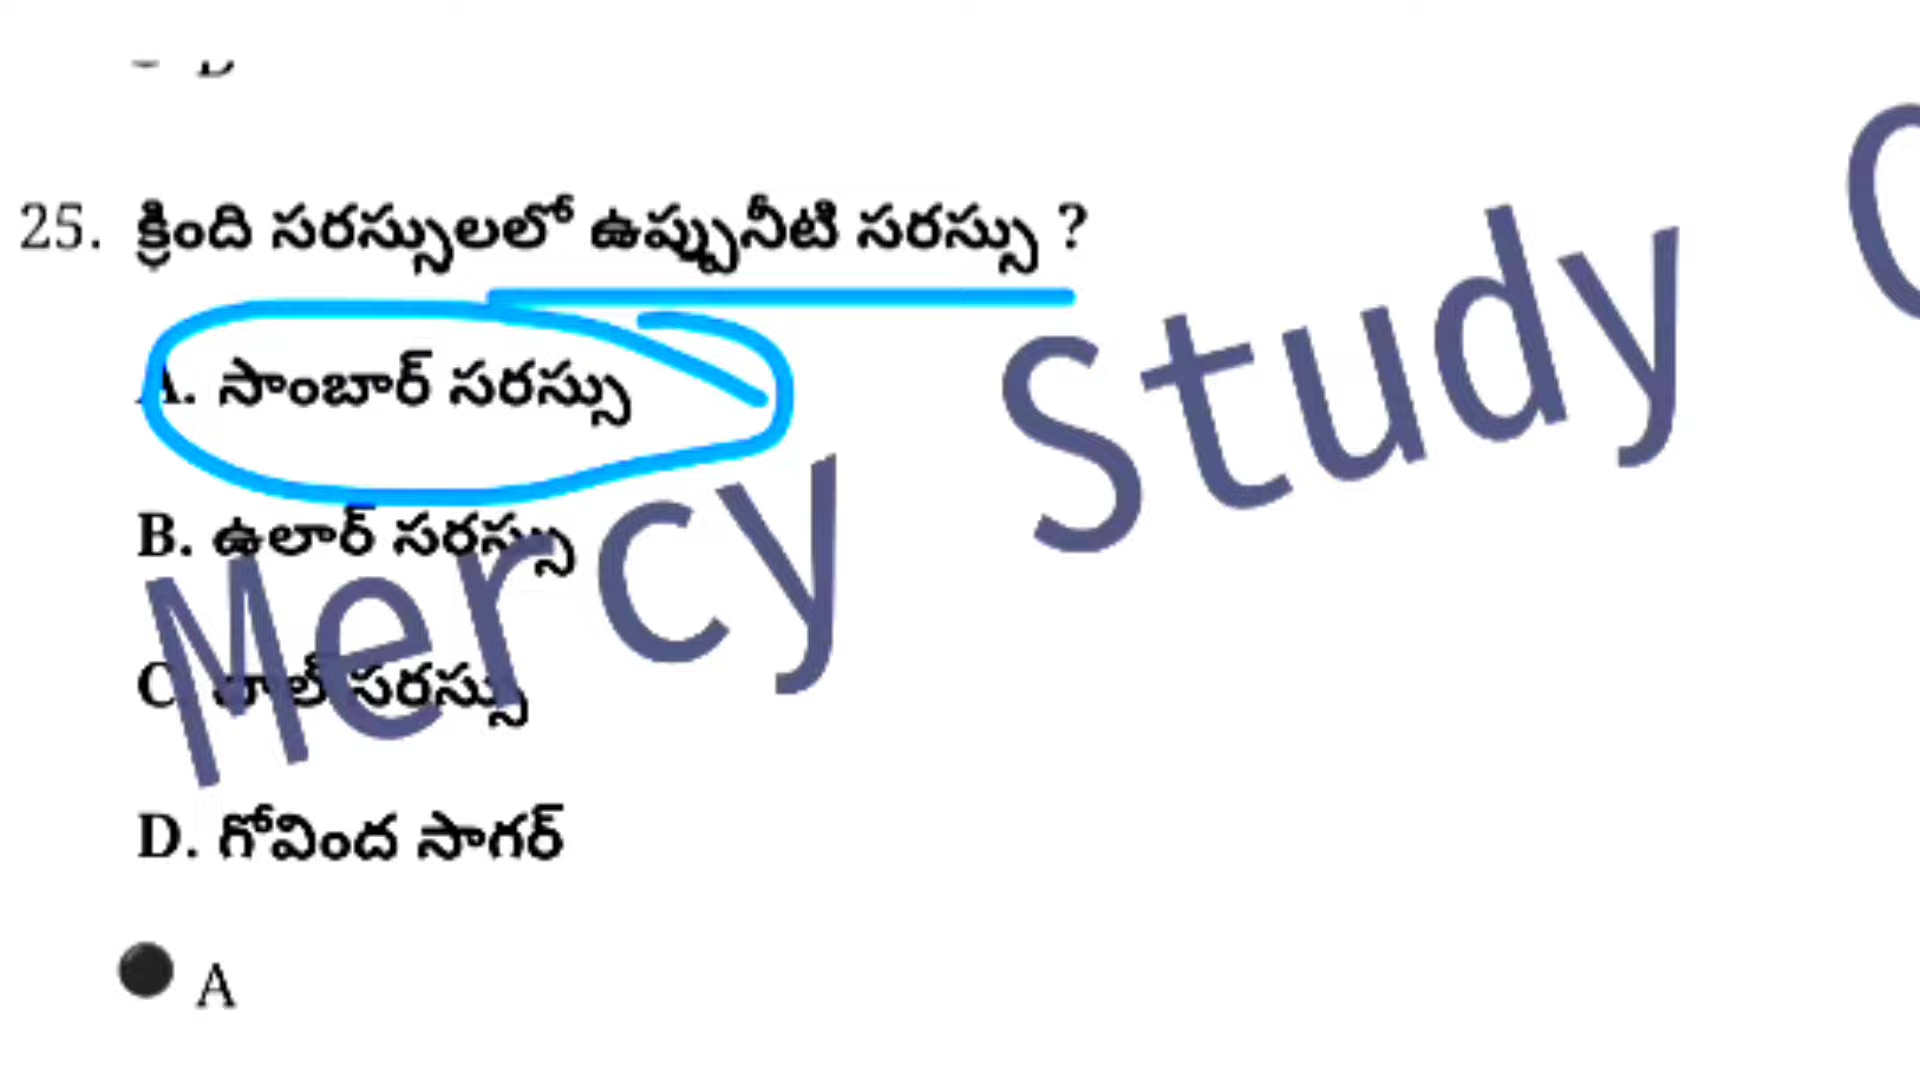 25. క్రింది సరస్సులలో ఉప్పునీటి సరస్సు ?
A. సాంబార్ సరస్సు
B. ఉలార్ సరస్సు
C. సరస్సు
D. గోవింద సాగర్
A
Mercy Study